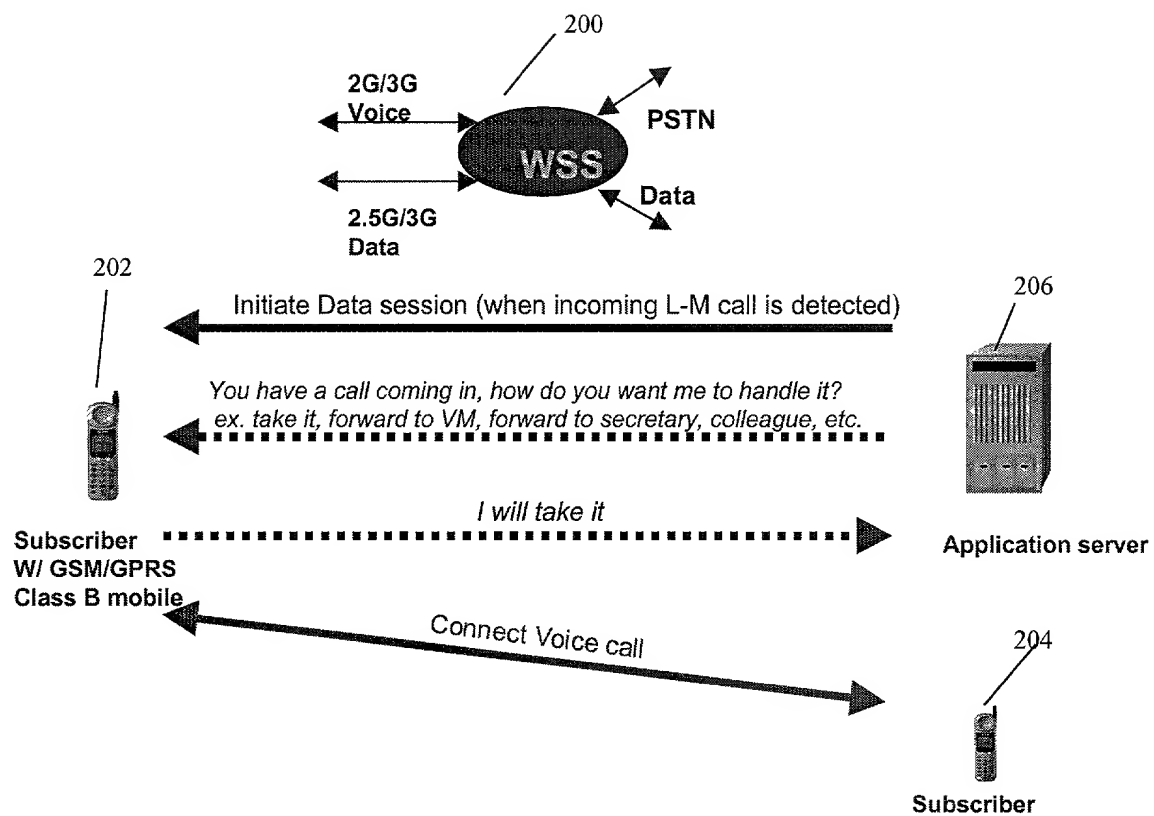 200
2G/3G
Voice
PSTN
WSS
Data
2.5G/3G
Data
202
206
Initiate Data session (when incoming L-M call is detected)
You have a call coming in, how do you want me to handle it?
ex. take it, forward to VM, forward to secretary, colleague, etc.
I will take it
Subscriber
W/ GSM/GPRS
Class B mobile
Application server
Connect Voice call
204
Subscriber